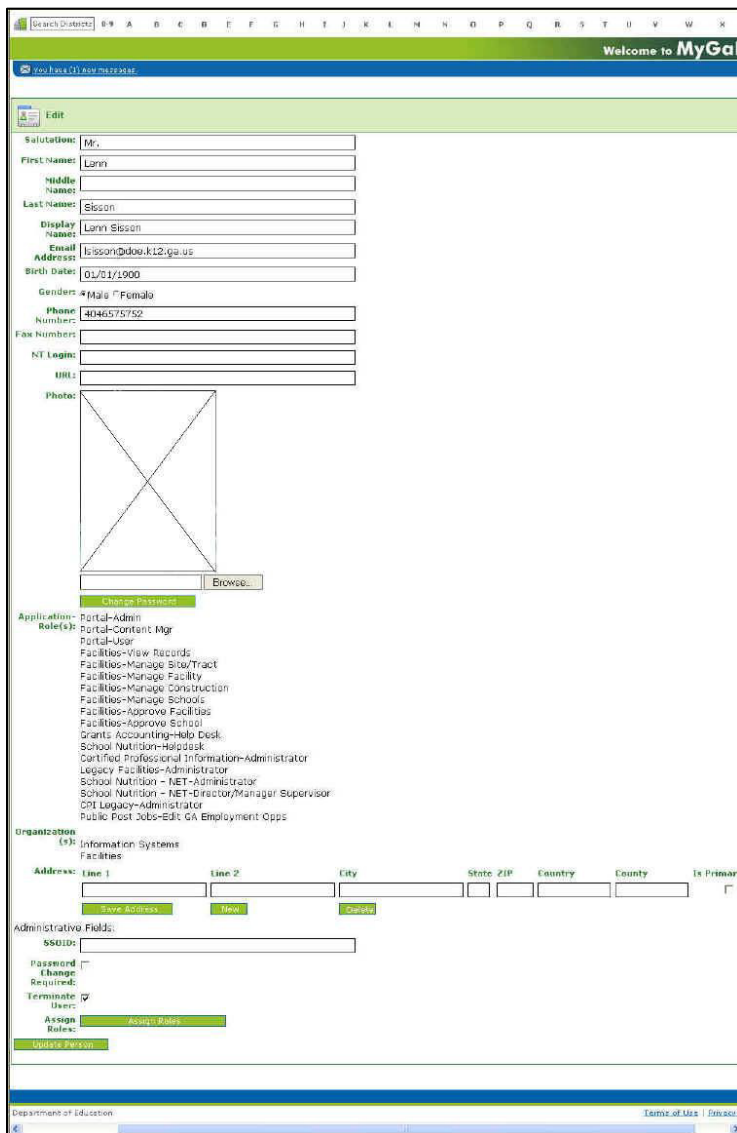 Search Districts 0-9 A B C D E F G H I J K L M N O P Q R S T U V W X
Welcome to MyGa
You have (1) new messages.
Edit
Salutation: Mr.
First Name: Lenn
Middle Name:
Last Name: Sisson
Display Name: Lenn Sisson
Email Address: lsisson@doe.k12.ga.us
Birth Date: 01/01/1900
Gender: Male Female
Phone Number: 4046575752
Fax Number:
NT Login:
URL:
Photo:
Browse...
Change Password
Application-Role(s): Portal-Admin
Portal-Content Mgr
Portal-User
Facilities-View Records
Facilities-Manage Site/Tract
Facilities-Manage Facility
Facilities-Manage Construction
Facilities-Manage Schools
Facilities-Approve Facilities
Facilities-Approve School
Grants Accounting-Help Desk
School Nutrition-Helpdesk
Certified Professional Information-Administrator
Legacy Facilities-Administrator
School Nutrition - NET-Administrator
School Nutrition - NET-Director/Manager Supervisor
CPI Legacy-Administrator
Public Post Jobs-Edit GA Employment Opps
Organization(s): Information Systems
Facilities
Address: Line 1 Line 2 City State ZIP Country County Is Primar
Save Address New Delete
Administrative Fields:
SSOID:
Password Change Required:
Terminate User:
Assign Roles: Assign Roles
Update Person
Department of Education Terms of Use | Privacy